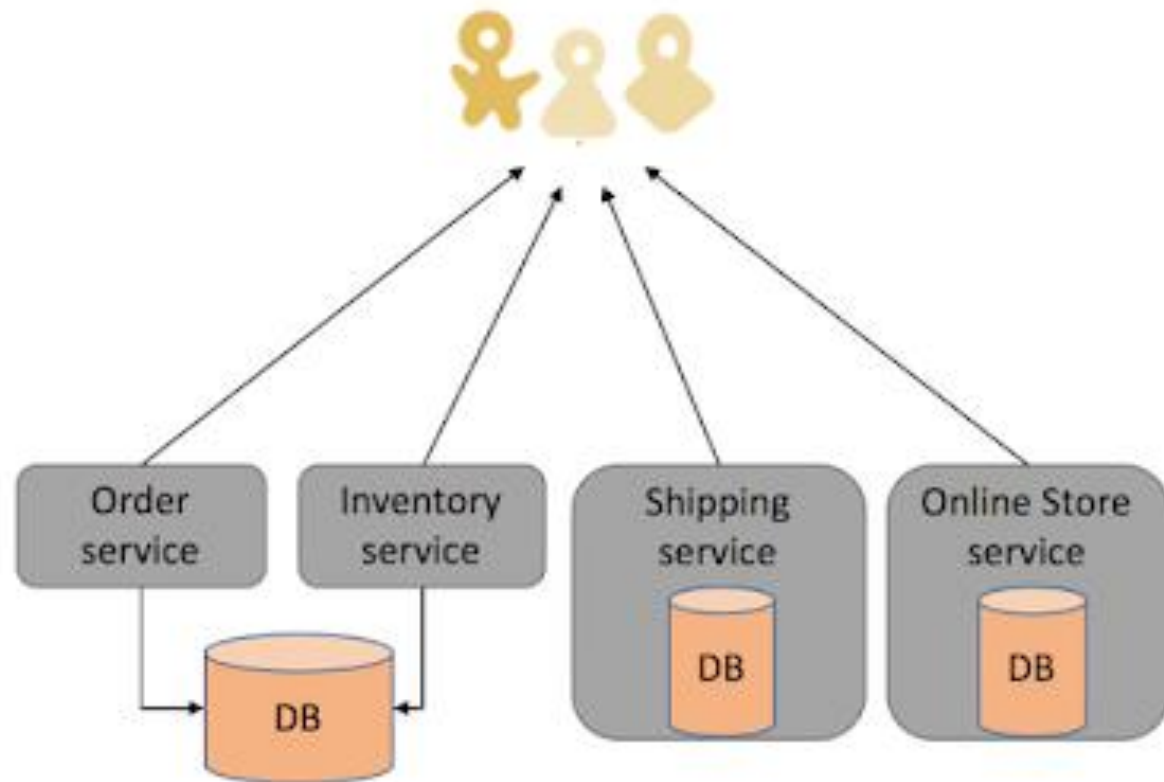 Order
service
Inventory
service
Shipping
service
Online Store
service
DB
DB
DB